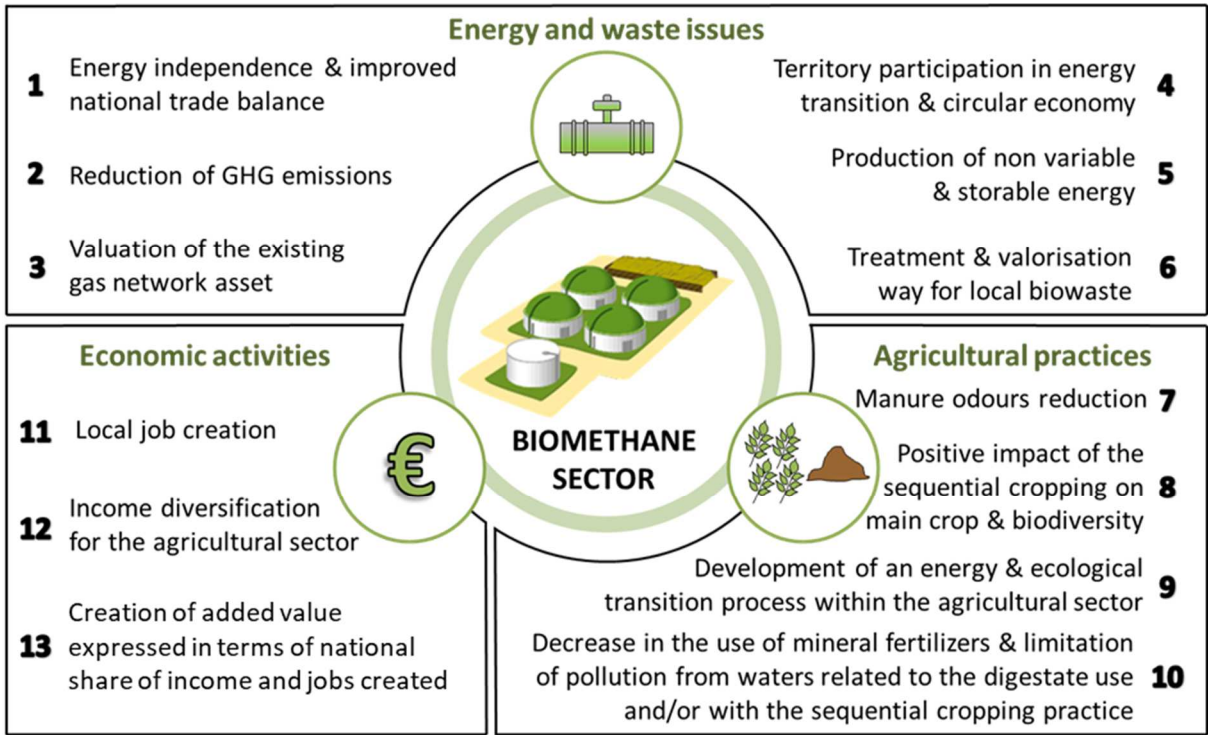 Energy and waste issues
1
Energy independence & improved
national trade balance
2
Reduction of GHG emissions
3
Valuation of the existing
gas network asset
Territory participation in energy
transition & circular economy
4
Production of non variable
& storable energy
5
Treatment & valorisation
way for local biowaste
6
BIOMETHANE
SECTOR
Agricultural practices
Manure odours reduction
7
Positive impact of the
sequential cropping on
main crop & biodiversity
8
Development of an energy & ecological
transition process within the agricultural sector
9
Decrease in the use of mineral fertilizers & limitation
of pollution from waters related to the digestate use
and/or with the sequential cropping practice
10
Economic activities
€
11
Local job creation
12
Income diversification
for the agricultural sector
13
Creation of added value
expressed in terms of national
share of income and jobs created